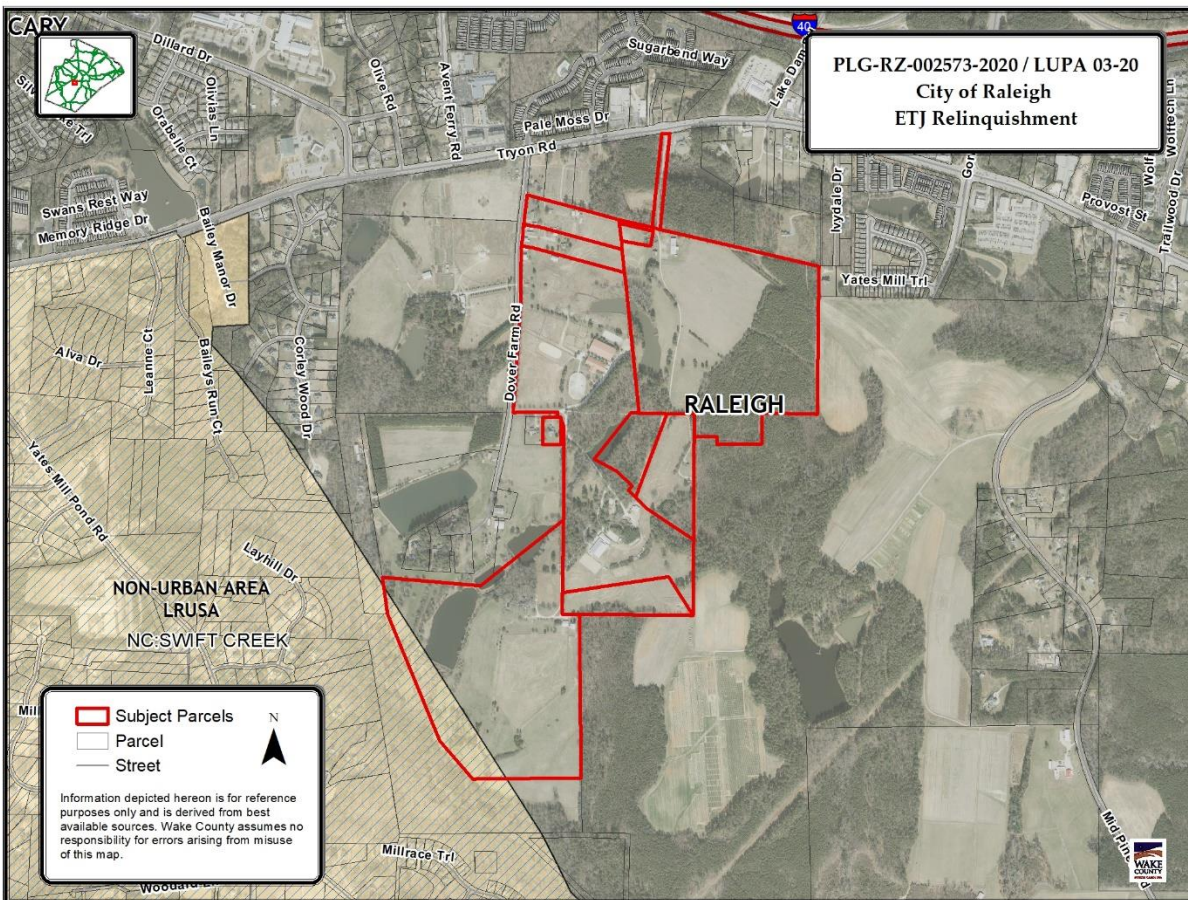 CARY
Dillard Dr
Olivias Ln
Orabelle Ct
Olive Rd
Avent Ferry Rd
Sugarbend Way
Pale Moss Dr
Tryon Rd
40
PLG-RZ-002573-2020 / LUPA 03-20
City of Raleigh
ETJ Relinquishment
Wolftech Ln
Provost St
Trailwood Dr
Ivydale Dr
Yates Mill Trl
Swans Rest Way
Memory Ridge Dr
Bailey Manor Dr
Alva Dr
Leanne Ct
Baileys Run Ct
Corley Wood Dr
Dover Farm Rd
RALEIGH
Yates Mill Pond Rd
Layhill Dr
NON-URBAN AREA
LRUSA
NC:SWIFT CREEK
Subject Parcels
Parcel
Street
N
Information depicted hereon is for reference
purposes only and is derived from best
available sources. Wake County assumes no
responsibility for errors arising from misuse
of this map.
Millrace Trl
WAKE
COUNTY